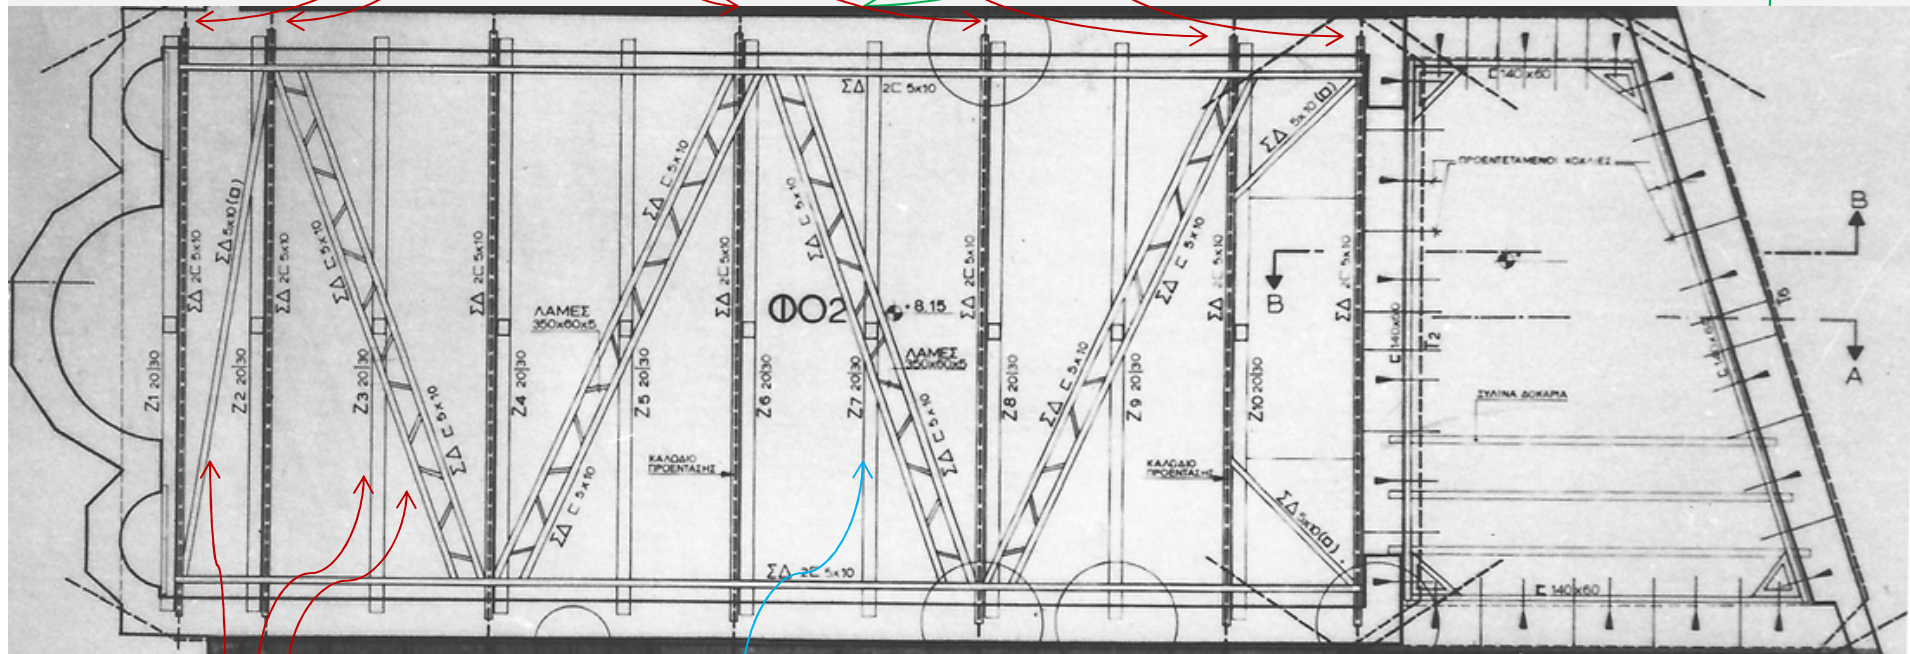 ΣΔ 2⊏ 5x10
⊏140x60
ΣΔ 5x10(□)
ΠΡΟΕΝΤΕΤΑΜΕΝΟΙ ΚΟΧΛΙΕΣ
ΣΔ ⊏ 5x10
ΣΔ ⊏ 5x10
B
ΣΔ 2⊏ 5x10
ΣΔ 5x10(□)
ΣΔ 2⊏ 5x10
ΣΔ ⊏ 5x10
ΣΔ 2⊏ 5x10
ΣΔ 2⊏ 5x10
ΣΔ 2⊏ 5x10
ΣΔ ⊏ 5x10
ΣΔ 2⊏ 5x10
ΣΔ 2⊏ 5x10
B
ΛΑΜΕΣ
350x60x5
ΦΟ2
+8.15
T6
⊏ 140x60
T2
ΛΑΜΕΣ
350x60x5
A
Z1 20|30
Z2 20|30
Z3 20|30
Z4 20|30
Z5 20|30
Z6 20|30
Z7 20|30
Z8 20|30
Z9 20|30
Z10 20|30
ΣΔ ⊏ 5x10
ΣΔ ⊏ 5x10
ΣΔ ⊏ 5x10
ΞΥΛΙΝΑ ΔΟΚΑΡΙΑ
ΚΑΛΩΔΙΟ
ΠΡΟΕΝΤΑΣΗΣ
ΚΑΛΩΔΙΟ
ΠΡΟΕΝΤΑΣΗΣ
ΣΔ ⊏ 5x10
ΣΔ 5x10(□)
ΣΔ 2⊏ 5x10
⊏ 140x60